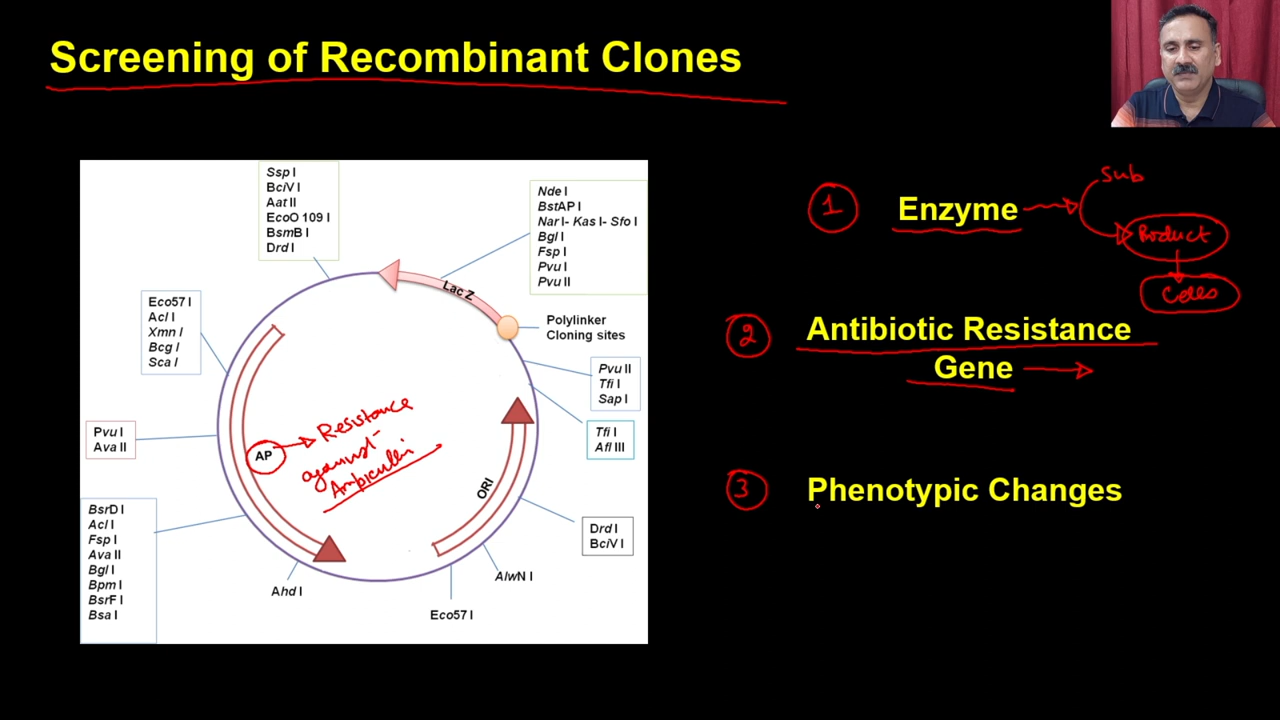 Screening of Recombinant Clones
Ssp I
BciV I
Aat II
EcoO 109 I
BsmB I
Drd I
Nde I
BstAP I
Nar I- Kas I- Sfo I
Bgl I
Fsp I
Pvu I
Pvu II
Lac Z
Polylinker
Cloning sites
Eco57 I
Acl I
Xmn I
Bcg I
Sca I
Pvu II
Tfi I
Sap I
Pvu I
Ava II
AP
Resistance
against
Ampicillin
Tfi I
Afl III
ORI
BsrD I
Acl I
Fsp I
Ava II
Bgl I
Bpm I
BsrF I
Bsa I
Drd I
BciV I
Ahd I
AlwN I
Eco57 I
1 Enzyme
Sub
Product
2 Antibiotic Resistance
Gene
3 Phenotypic Changes